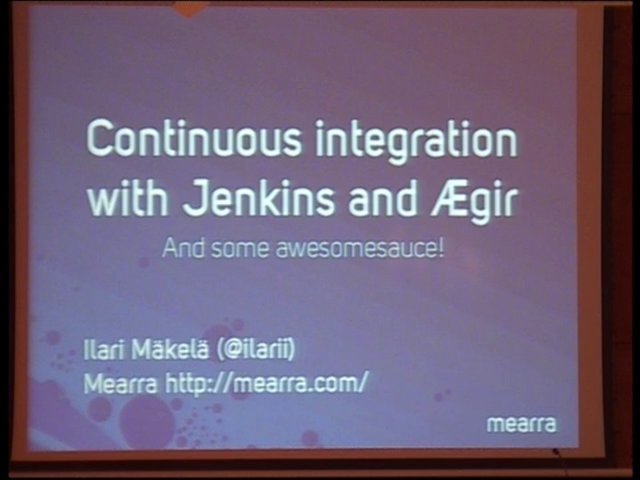 Continuous integration
with Jenkins and Ægir
And some awesomesauce!
Ilari Mäkelä (@ilarii)
Mearra http://mearra.com/
mearra